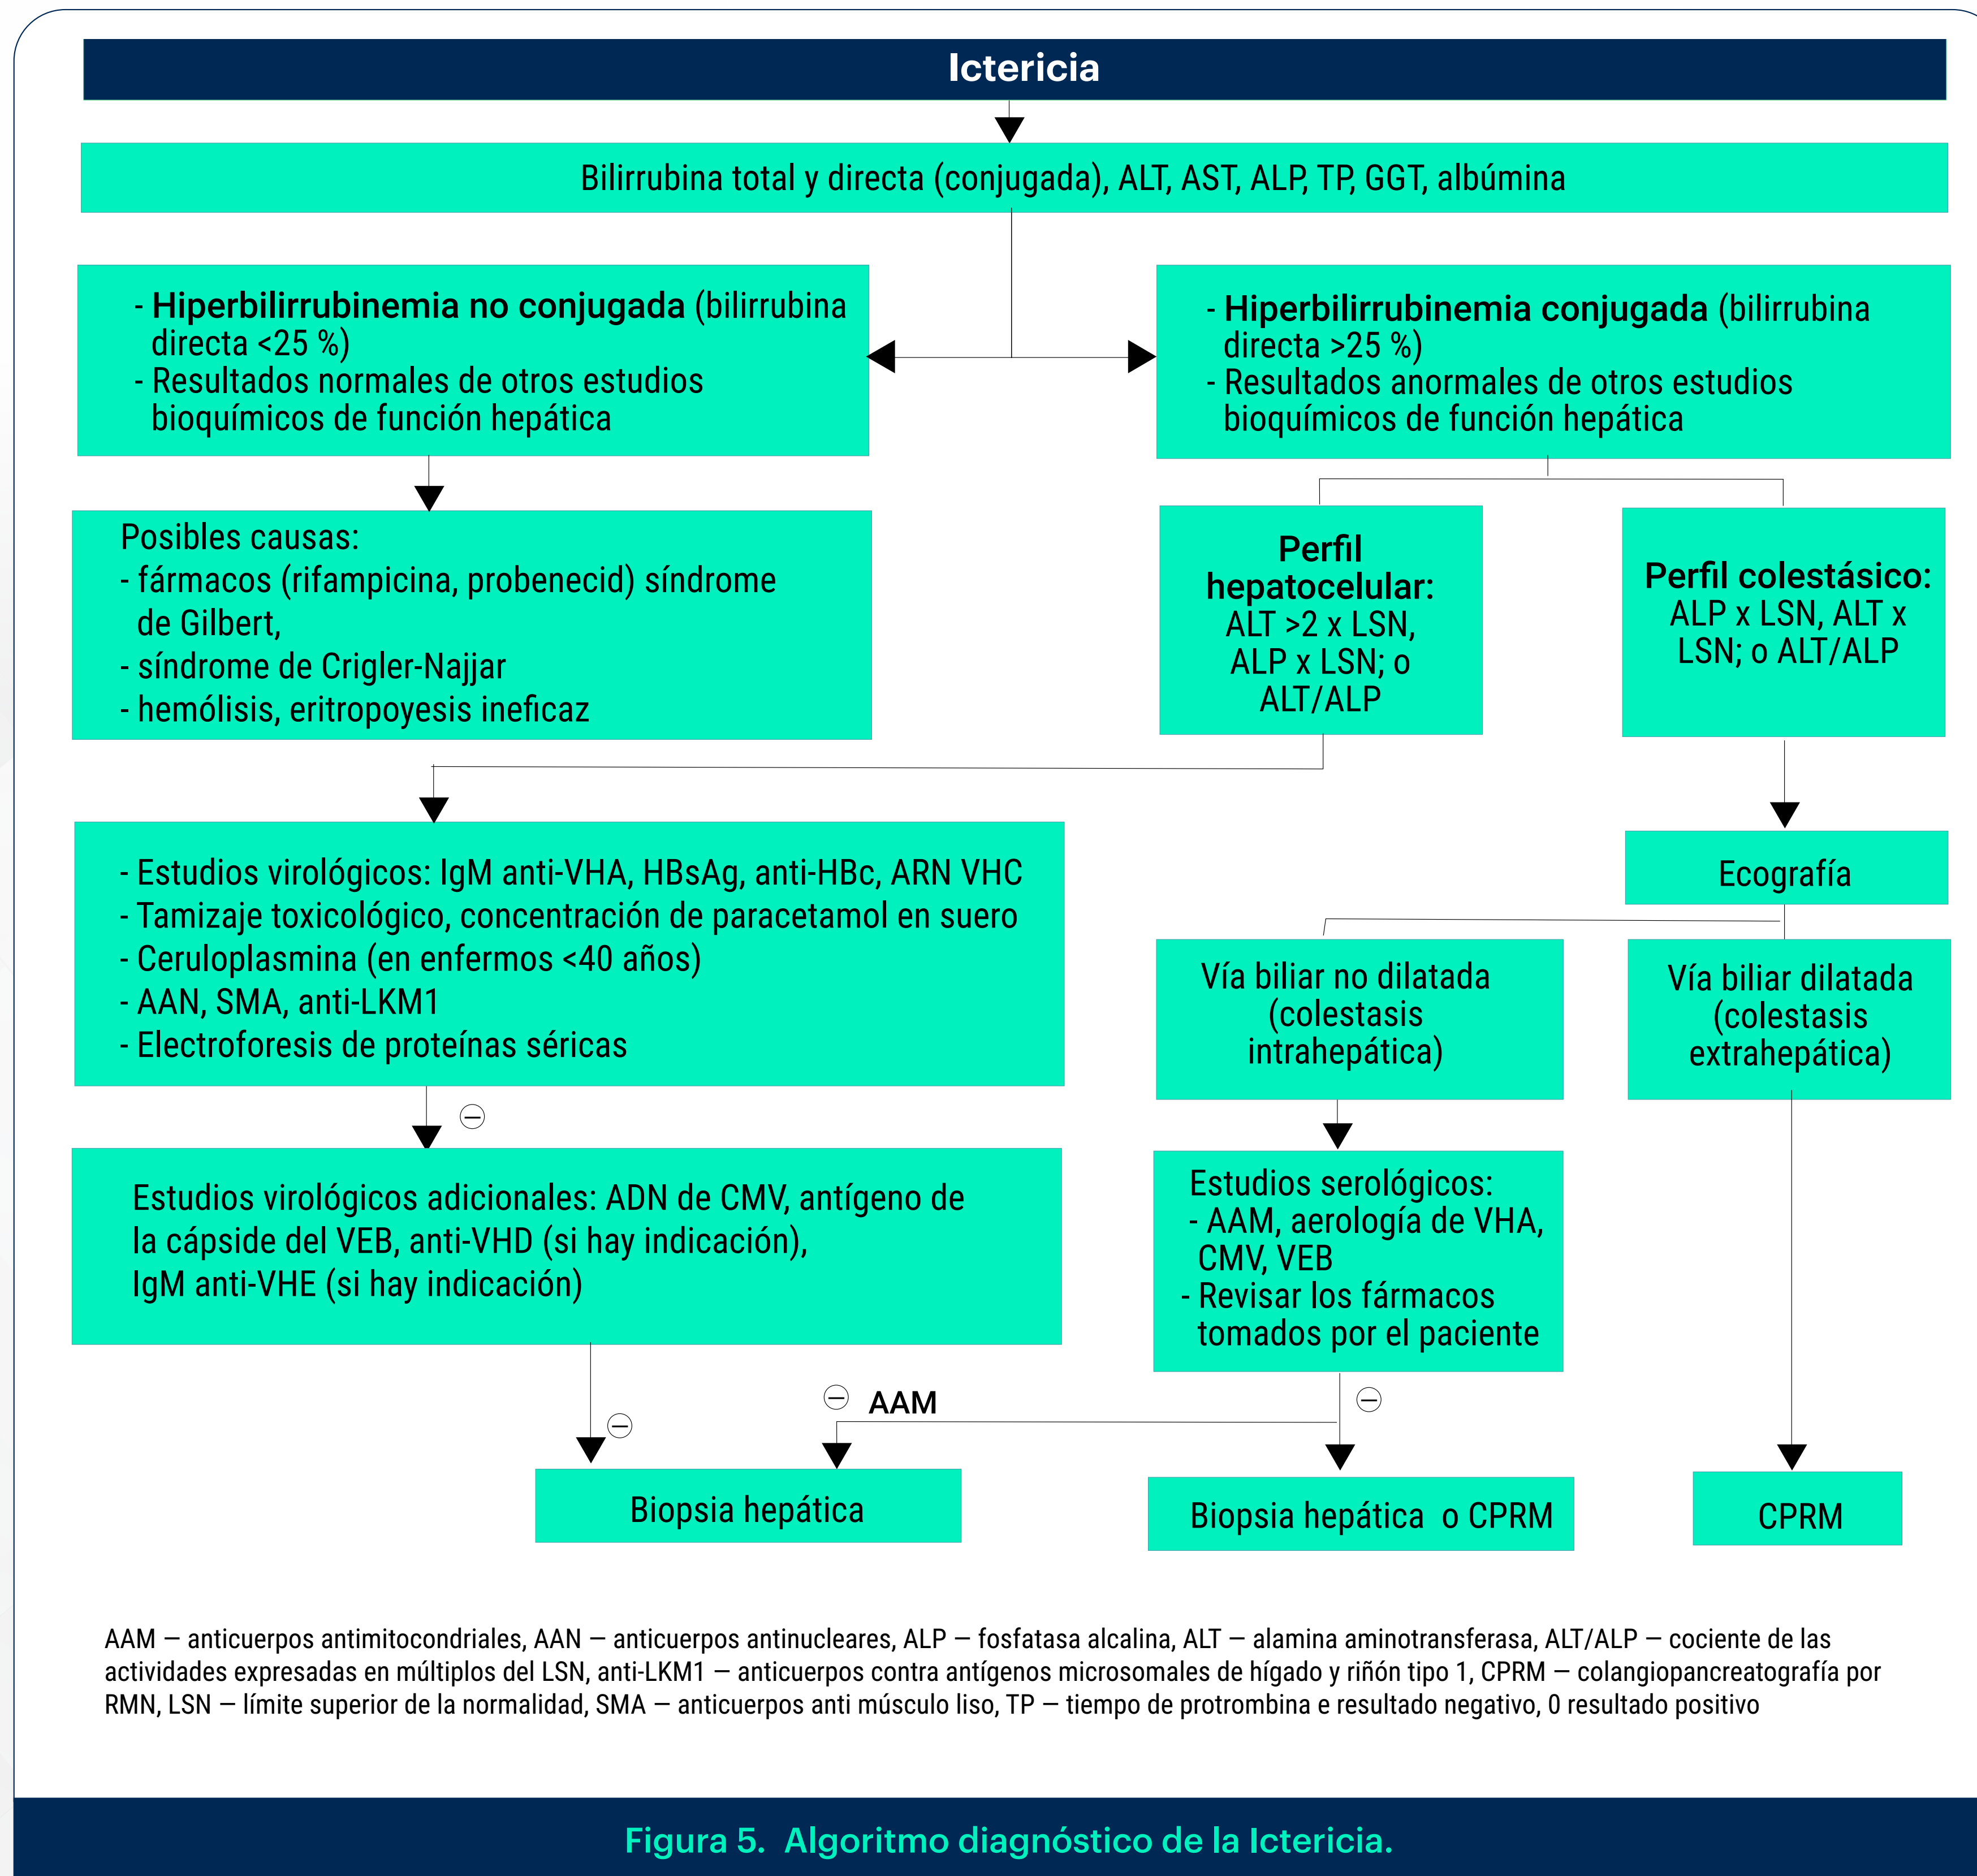 Ictericia
Bilirrubina total y directa (conjugada), ALT, AST, ALP, TP, GGT, albúmina
- Hiperbilirrubinemia no conjugada (bilirrubina
directa <25 %)
- Resultados normales de otros estudios
bioquímicos de función hepática
- Hiperbilirrubinemia conjugada (bilirrubina
directa >25 %)
- Resultados anormales de otros estudios
bioquímicos de función hepática
Posibles causas:
- fármacos (rifampicina, probenecid) síndrome
de Gilbert,
- síndrome de Crigler-Najjar
- hemólisis, eritropoyesis ineficaz
Perfil
hepatocelular:
ALT >2 x LSN,
ALP x LSN; o
ALT/ALP
Perfil colestásico:
ALP x LSN, ALT x
LSN; o ALT/ALP
- Estudios virológicos: IgM anti-VHA, HBsAg, anti-HBc, ARN VHC
- Tamizaje toxicológico, concentración de paracetamol en suero
- Ceruloplasmina (en enfermos <40 años)
- AAN, SMA, anti-LKM1
- Electroforesis de proteínas séricas
Ecografía
Vía biliar no dilatada
(colestasis
intrahepática)
Vía biliar dilatada
(colestasis
extrahepática)
⊖
Estudios virológicos adicionales: ADN de CMV, antígeno de
la cápside del VEB, anti-VHD (si hay indicación),
IgM anti-VHE (si hay indicación)
Estudios serológicos:
- AAM, aerología de VHA,
CMV, VEB
- Revisar los fármacos
tomados por el paciente
⊖
⊖ AAM
⊖
Biopsia hepática
Biopsia hepática o CPRM
CPRM
AAM — anticuerpos antimitocondriales, AAN — anticuerpos antinucleares, ALP — fosfatasa alcalina, ALT — alamina aminotransferasa, ALT/ALP — cociente de las
actividades expresadas en múltiplos del LSN, anti-LKM1 — anticuerpos contra antígenos microsomales de hígado y riñón tipo 1, CPRM — colangiopancreatografía por
RMN, LSN — límite superior de la normalidad, SMA — anticuerpos anti músculo liso, TP — tiempo de protrombina e resultado negativo, 0 resultado positivo
Figura 5. Algoritmo diagnóstico de la Ictericia.